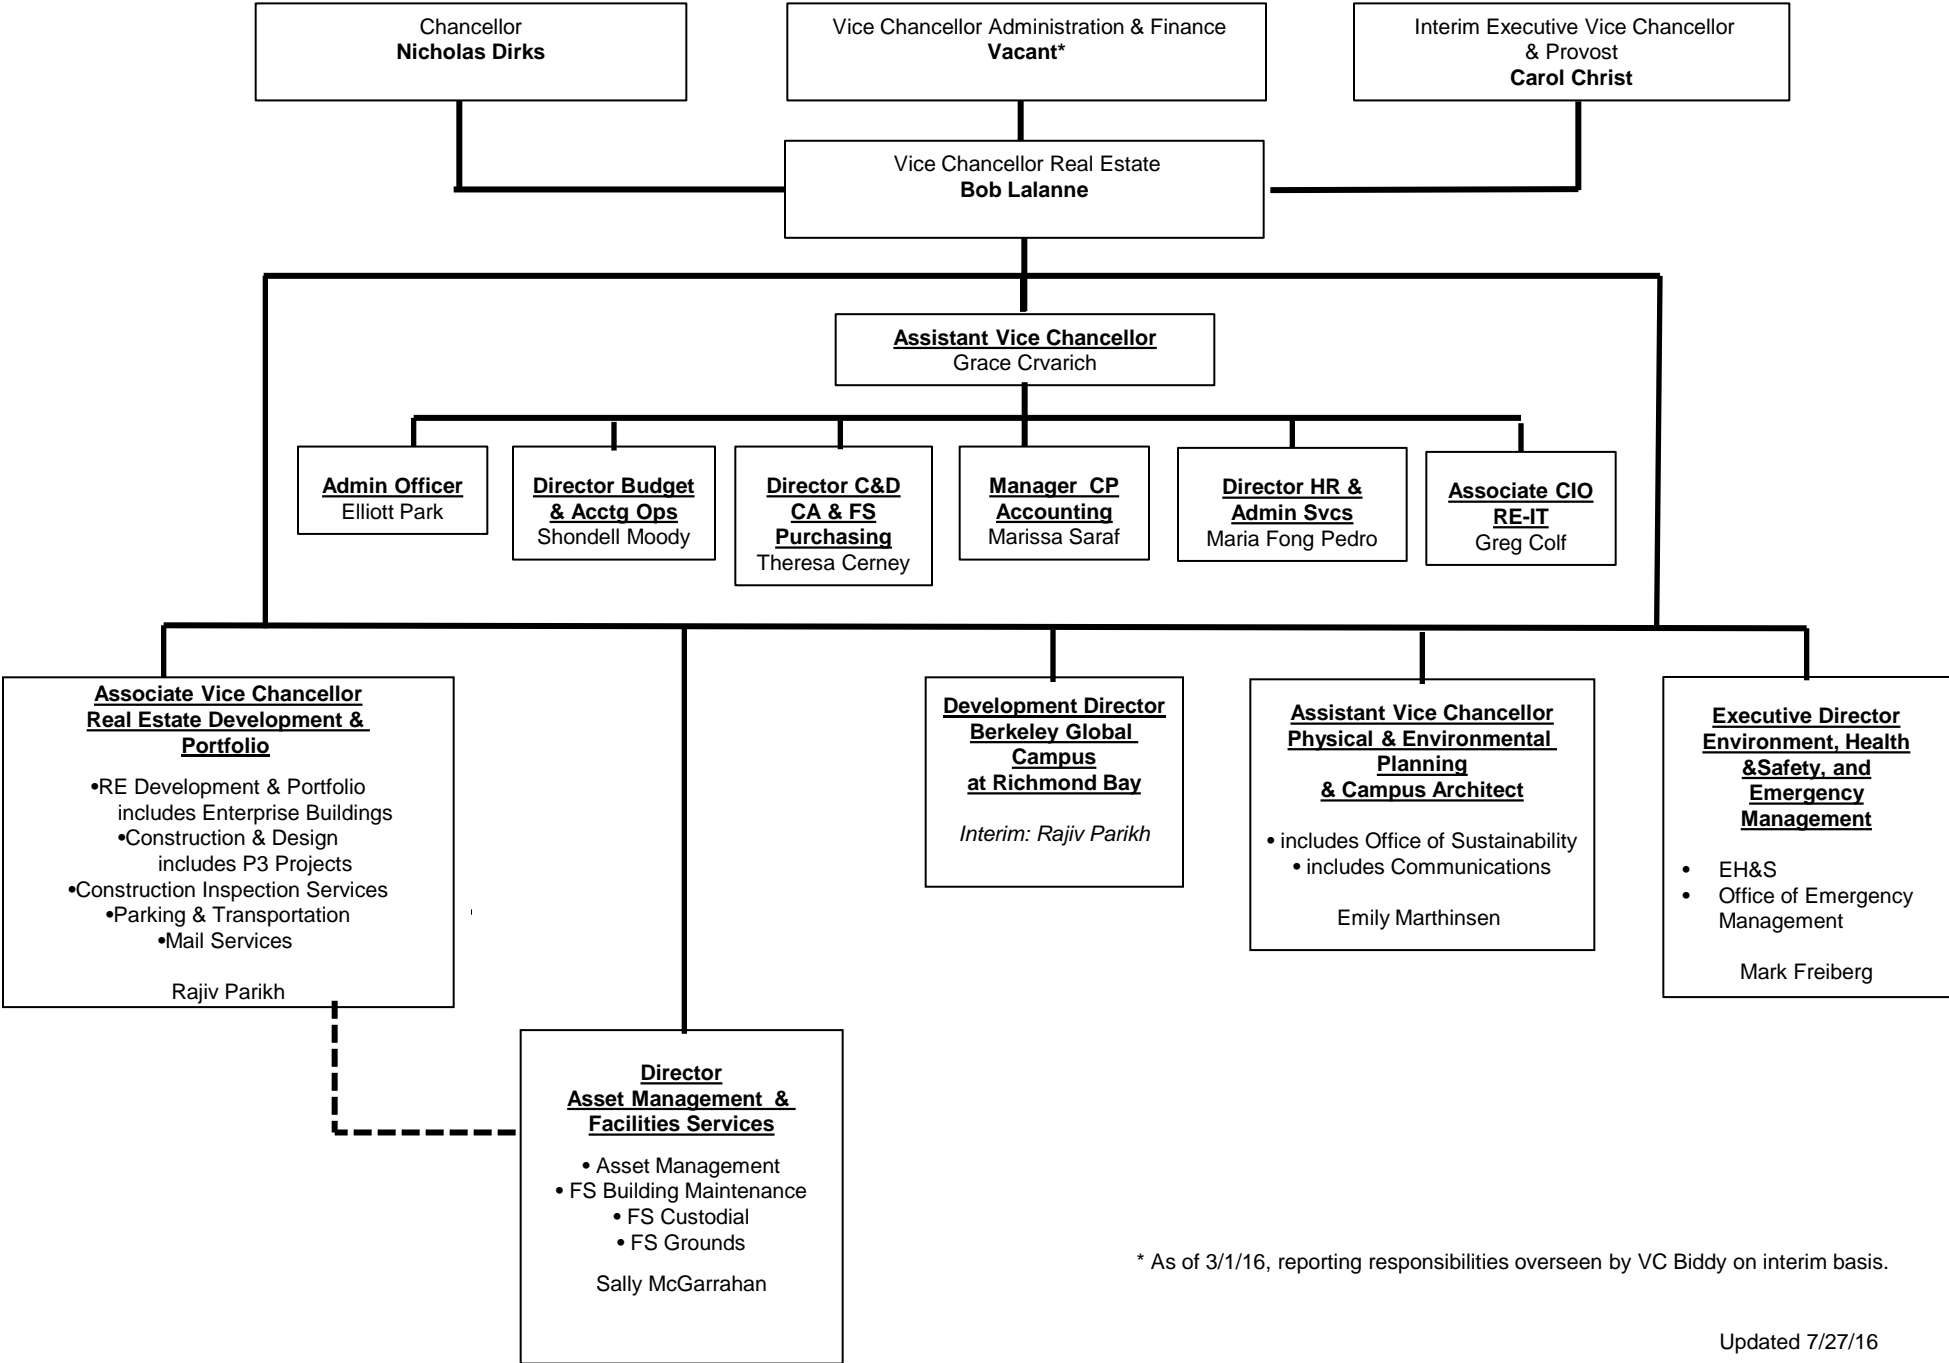 Chancellor
Nicholas Dirks
Vice Chancellor Administration & Finance
Vacant*
Interim Executive Vice Chancellor
& Provost
Carol Christ
Vice Chancellor Real Estate
Bob Lalanne
Assistant Vice Chancellor
Grace Crvarich
Admin Officer
Elliott Park
Director Budget
& Acctg Ops
Shondell Moody
Director C&D
CA & FS
Purchasing
Theresa Cerney
Manager CP
Accounting
Marissa Saraf
Director HR &
Admin Svcs
Maria Fong Pedro
Associate CIO
RE-IT
Greg Colf
Associate Vice Chancellor
Real Estate Development &
Portfolio
•RE Development & Portfolio
includes Enterprise Buildings
•Construction & Design
includes P3 Projects
•Construction Inspection Services
•Parking & Transportation
•Mail Services
Rajiv Parikh
Director
Asset Management &
Facilities Services
• Asset Management
• FS Building Maintenance
• FS Custodial
• FS Grounds
Sally McGarrahan
Development Director
Berkeley Global
Campus
at Richmond Bay
Interim: Rajiv Parikh
Assistant Vice Chancellor
Physical & Environmental
Planning
& Campus Architect
• includes Office of Sustainability
• includes Communications
Emily Marthinsen
Executive Director
Environment, Health
&Safety, and
Emergency
Management
• EH&S
• Office of Emergency
Management
Mark Freiberg
* As of 3/1/16, reporting responsibilities overseen by VC Biddy on interim basis.
Updated 7/27/16